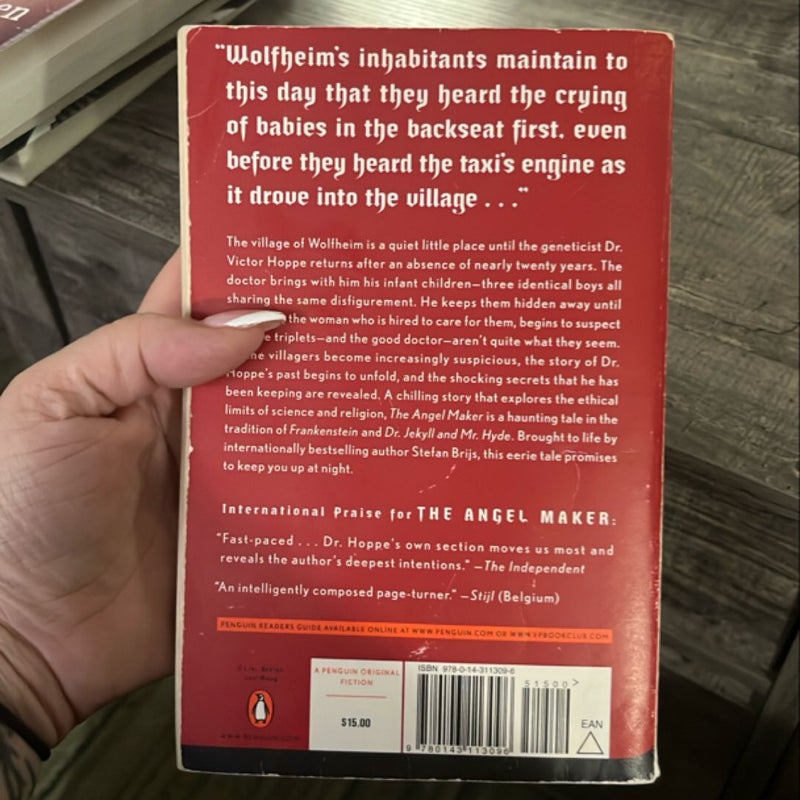 en
"Wolfheim's inhabitants maintain to
this day that they heard the crying
of babies in the backseat first, even
before they heard the taxi's engine as
it drove into the village . . ."
The village of Wolfheim is a quiet little place until the geneticist Dr.
Victor Hoppe returns after an absence of nearly twenty years. The
doctor brings with him his infant children—three identical boys all
sharing the same disfigurement. He keeps them hidden away until
the woman who is hired to care for them, begins to suspect
triplets—and the good doctor—aren't quite what they seem.
villagers become increasingly suspicious, the story of Dr.
Hoppe's past begins to unfold, and the shocking secrets that he has
been keeping are revealed. A chilling story that explores the ethical
limits of science and religion, The Angel Maker is a haunting tale in the
tradition of Frankenstein and Dr. Jekyll and Mr. Hyde. Brought to life by
internationally bestselling author Stefan Brijs, this eerie tale promises
to keep you up at night.
International Praise for THE ANGEL MAKER:
"Fast-paced . . . Dr. Hoppe's own section moves us most and
reveals the author's deepest intentions." —The Independent
"An intelligently composed page-turner." —Stijl (Belgium)
PENGUIN READERS GUIDE AVAILABLE ONLINE AT WWW.PENGUIN.COM OR WWW.VPBOOKCLUB.COM
WWW.PENGUIN.COM
A PENGUIN ORIGINAL
FICTION
$15.00
ISBN 978-0-14-311309-6
51500>
EAN
9 780143 113096